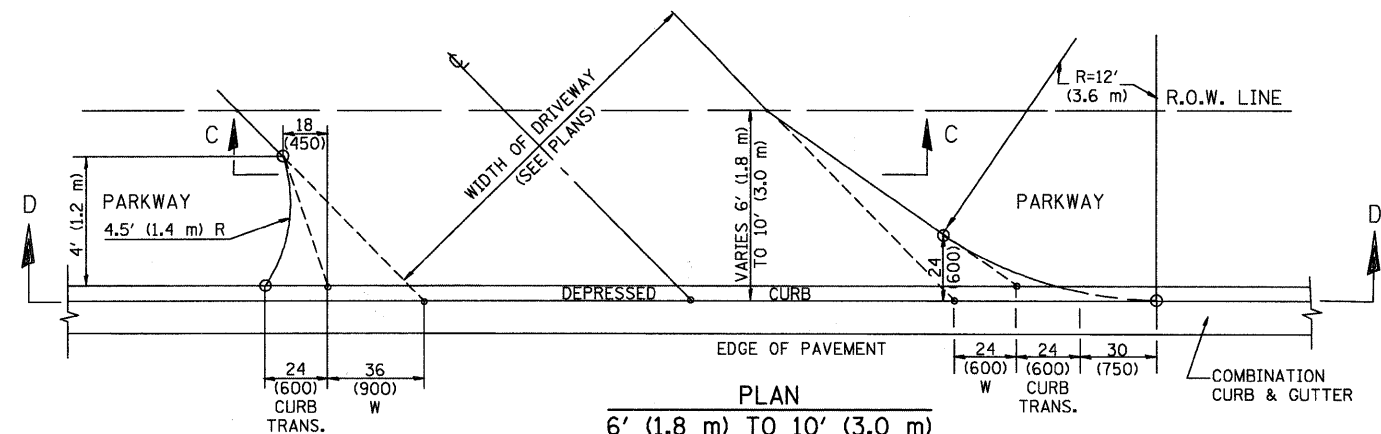 ℄
R=12'
(3.6 m)
R.O.W. LINE
C
18
(450)
WIDTH OF DRIVEWAY
(SEE PLANS)
VARIES 6' (1.8 m)
TO 10' (3.0 m)
C
D
4' (1.2 m)
PARKWAY
4.5' (1.4 m) R
PARKWAY
D
24
(600)
DEPRESSED CURB
EDGE OF PAVEMENT
24
(600)
CURB
TRANS.
36
(900)
W
24
(600)
W
24
(600)
CURB
TRANS.
30
(750)
COMBINATION
CURB & GUTTER
PLAN
6' (1.8 m) TO 10' (3.0 m)